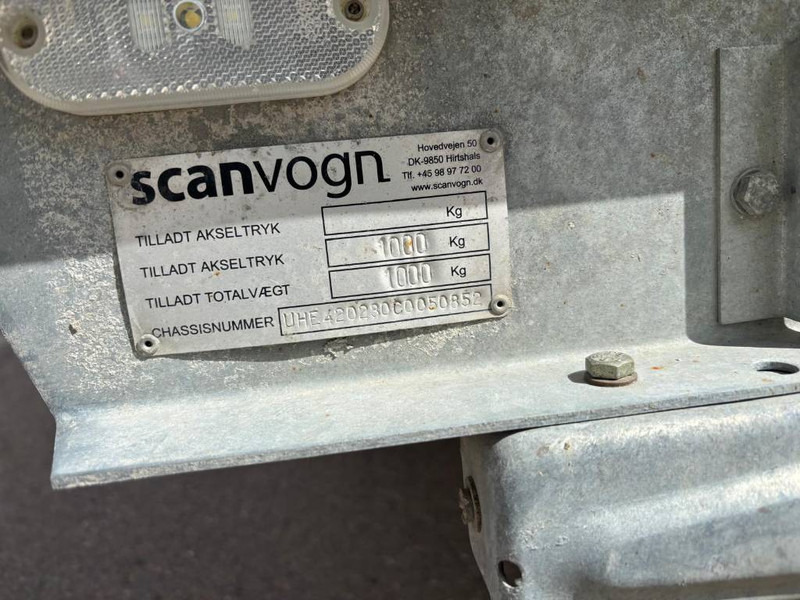 scanvogn
Hovedvejen 50
DK-9850 Hirtshals
Tlf. +45 98 97 72 00
www.scanvogn.dk
TILLADT AKSELTRYK Kg
TILLADT AKSELTRYK 1000 Kg
TILLADT TOTALVÆGT 1000 Kg
CHASSISNUMMER UHE420230C0050852